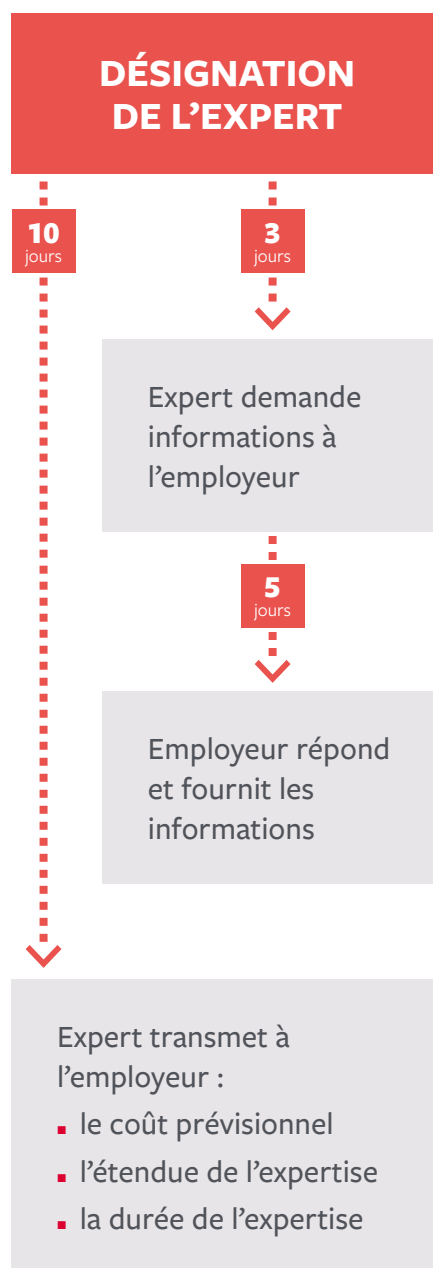 DÉSIGNATION
DE L’EXPERT
10
jours
3
jours
Expert demande
informations à
l’employeur
5
jours
Employeur répond
et fournit les
informations
Expert transmet à
l’employeur :
▪ le coût prévisionnel
▪ l’étendue de l’expertise
▪ la durée de l’expertise